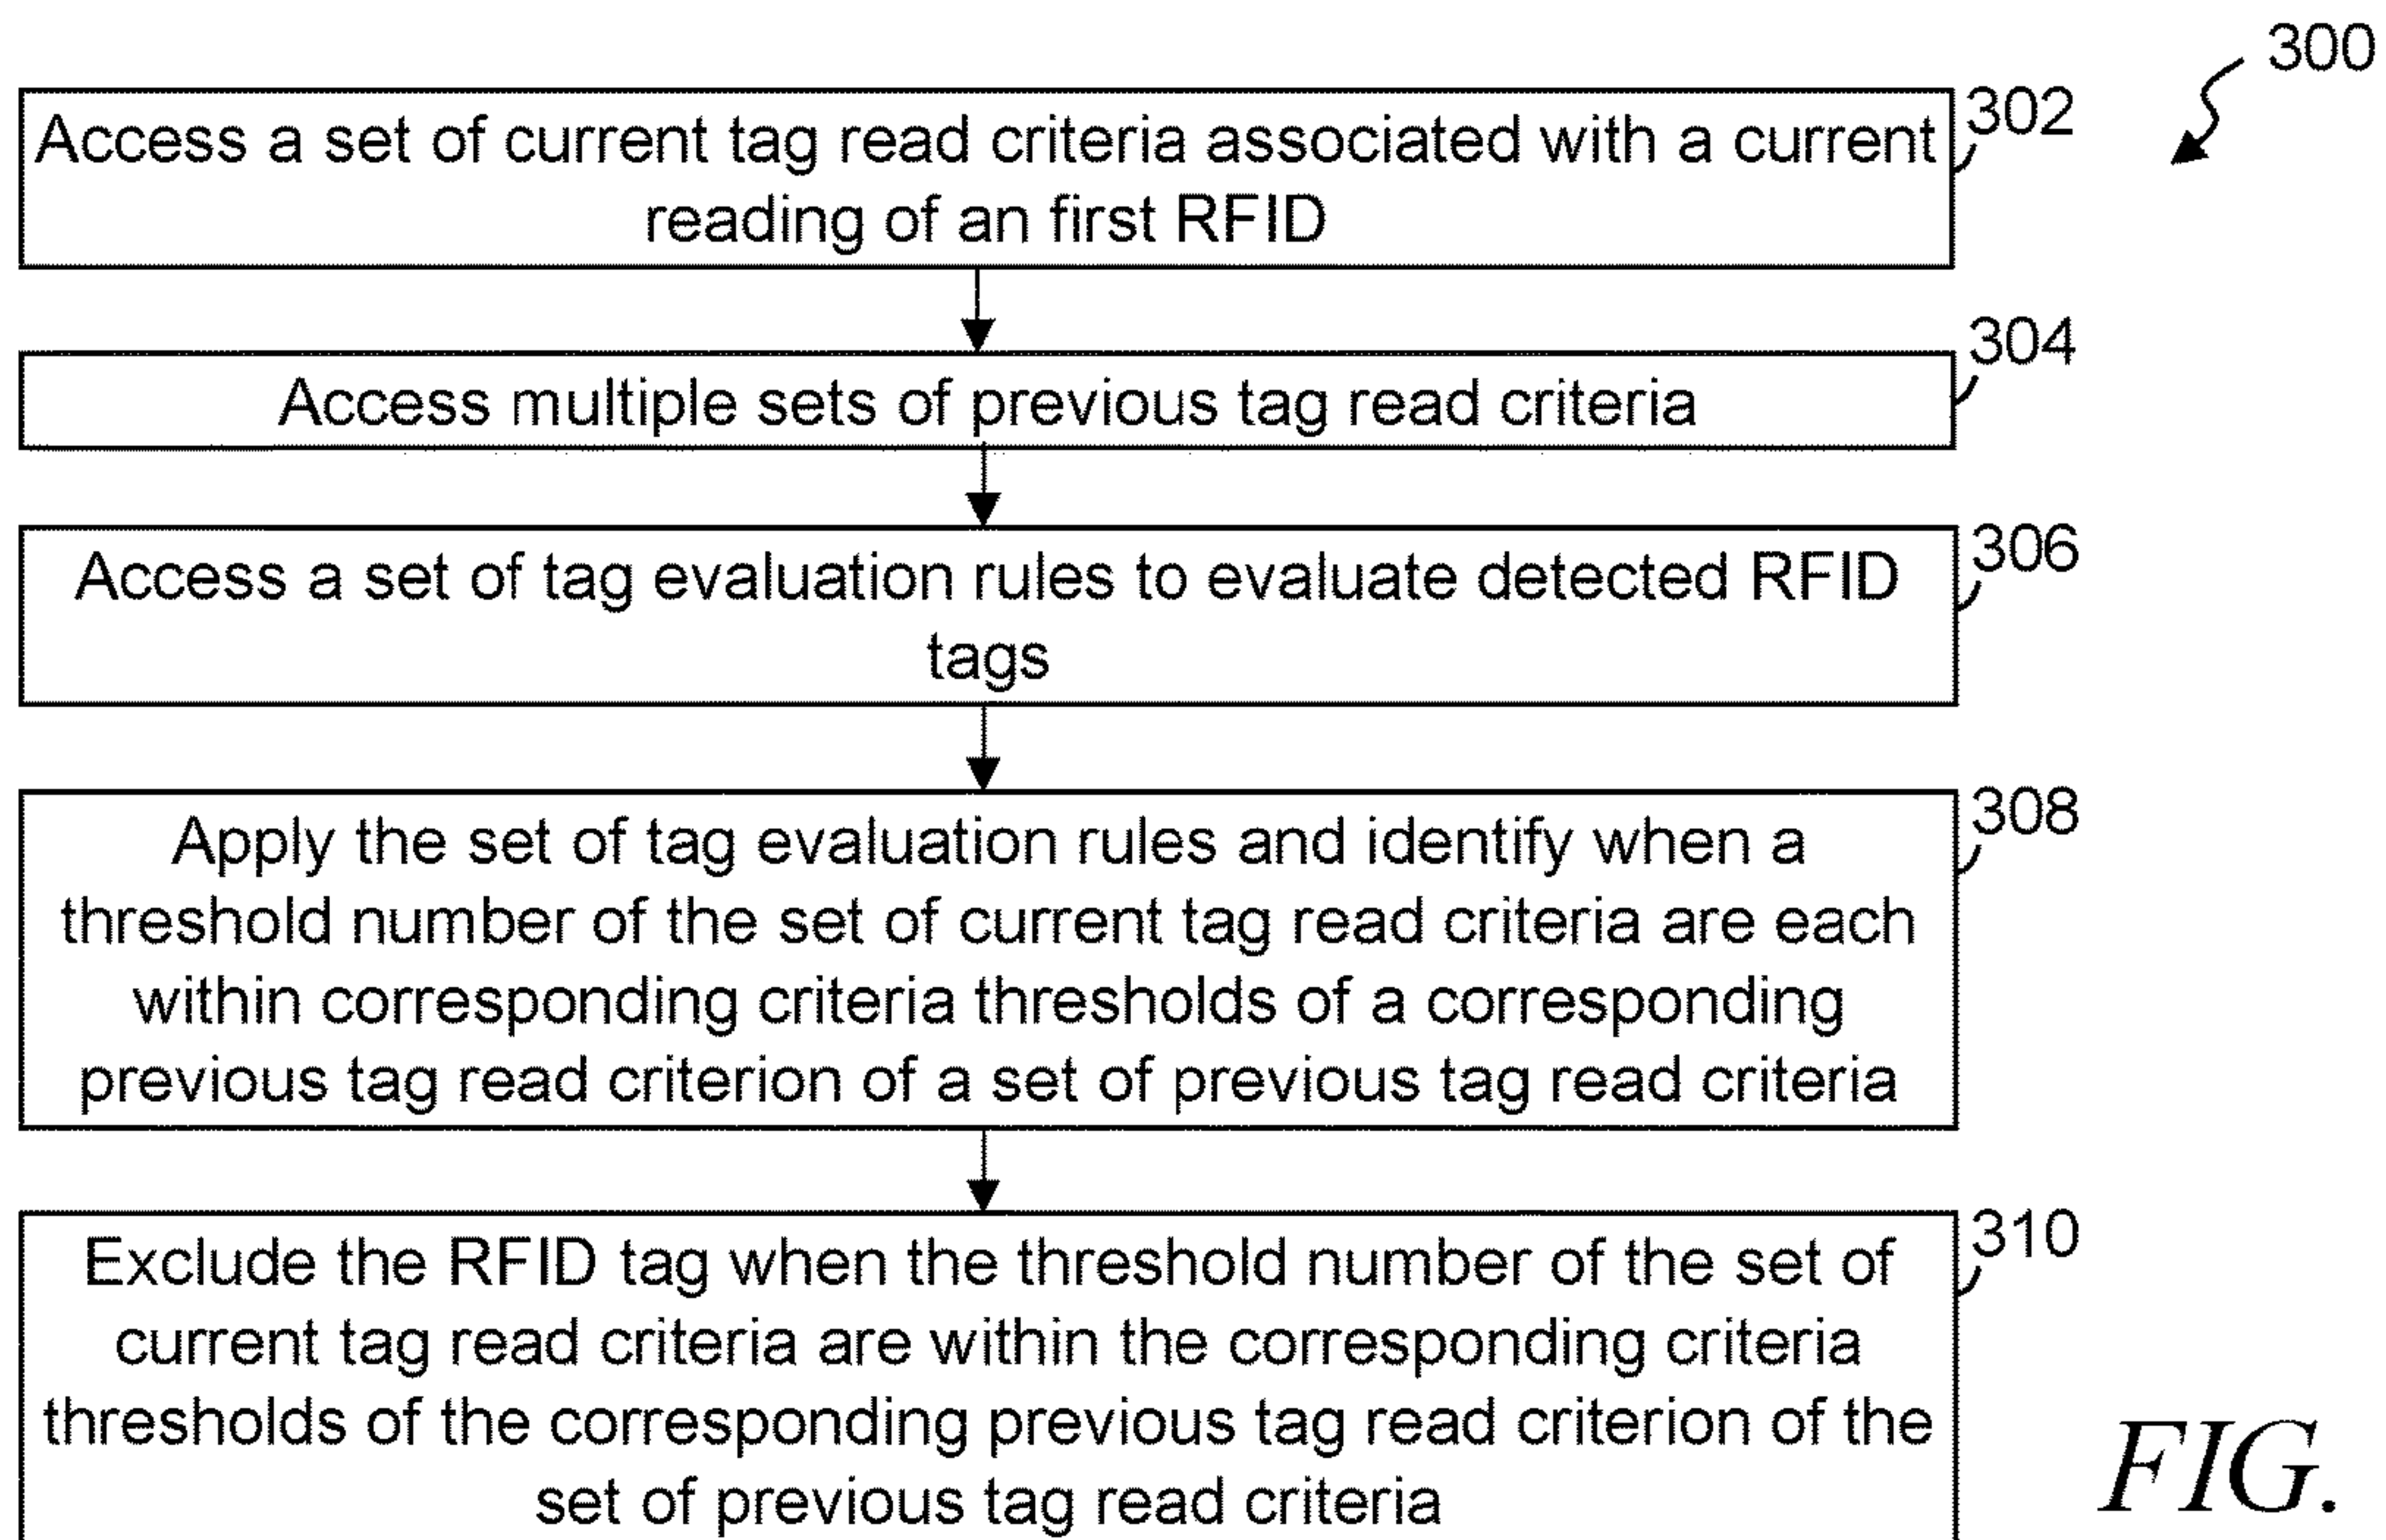 300
Access a set of current tag read criteria associated with a current
reading of an first RFID
302
Access multiple sets of previous tag read criteria
304
Access a set of tag evaluation rules to evaluate detected RFID
tags
306
Apply the set of tag evaluation rules and identify when a
threshold number of the set of current tag read criteria are each
within corresponding criteria thresholds of a corresponding
previous tag read criterion of a set of previous tag read criteria
308
Exclude the RFID tag when the threshold number of the set of
current tag read criteria are within the corresponding criteria
thresholds of the corresponding previous tag read criterion of the
set of previous tag read criteria
310
FIG.